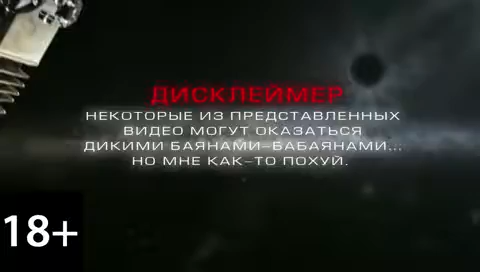 ДИСКЛЕЙМЕР
НЕКОТОРЫЕ ИЗ ПРЕДСТАВЛЕННЫХ
ВИДЕО МОГУТ ОКАЗАТЬСЯ
ДИКИМИ БАЯНАМИ-БАБАЯНАМИ...
НО МНЕ КАК-ТО ПОХУЙ.
18+